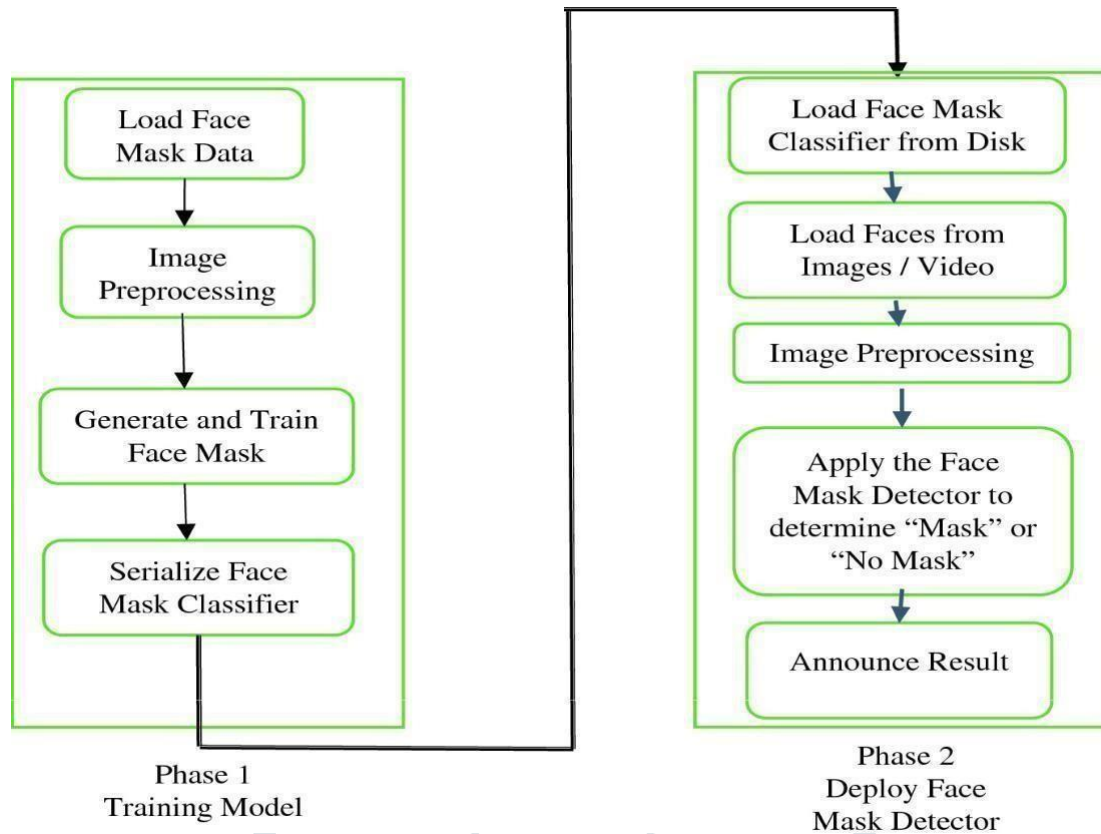 Load Face
Mask Data
Image
Preprocessing
Generate and Train
Face Mask
Serialize Face
Mask Classifier
Phase 1
Training Model
Load Face Mask
Classifier from Disk
Load Faces from
Images / Video
Image Preprocessing
Apply the Face
Mask Detector to
determine “Mask” or
“No Mask”
Announce Result
Phase 2
Deploy Face
Mask Detector